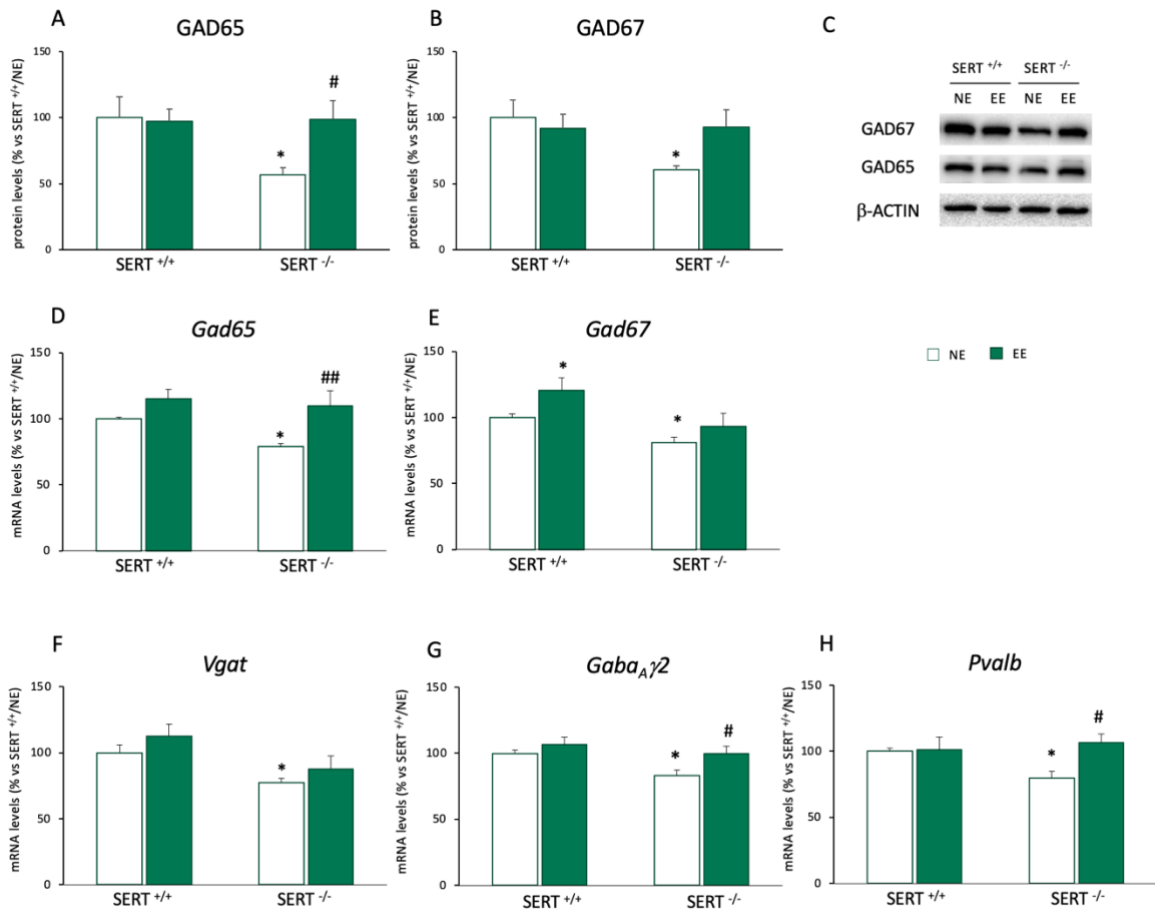 A
GAD65
protein levels (% vs SERT +/+/NE)
150
100
50
0
*
#
SERT +/+
SERT -/-
B
GAD67
protein levels (% vs SERT +/+/NE)
150
100
50
0
*
SERT +/+
SERT -/-
C
SERT +/+ SERT -/-
NE EE NE EE
GAD67
GAD65
β-ACTIN
D
Gad65
mRNA levels (% vs SERT +/+/NE)
150
100
50
0
*
##
SERT +/+
SERT -/-
E
Gad67
mRNA levels (% vs SERT +/+/NE)
150
100
50
0
*
*
SERT +/+
SERT -/-
NE EE
F
Vgat
mRNA levels (% vs SERT +/+/NE)
150
100
50
0
*
SERT +/+
SERT -/-
G
GabaAγ2
mRNA levels (% vs SERT +/+/NE)
150
100
50
0
*
#
SERT +/+
SERT -/-
H
Pvalb
mRNA levels (% vs SERT +/+/NE)
150
100
50
0
*
#
SERT +/+
SERT -/-